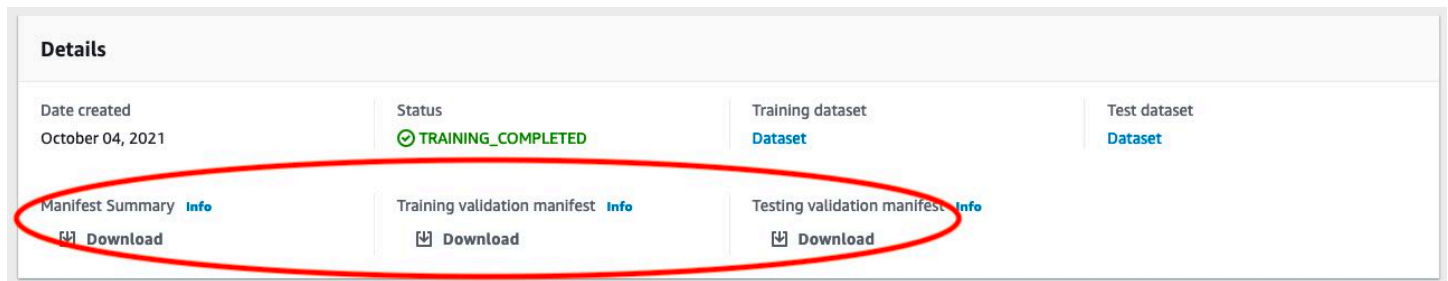 Details
Date created
October 04, 2021
Status
TRAINING_COMPLETED
Training dataset
Dataset
Test dataset
Dataset
Manifest Summary Info
Download
Training validation manifest Info
Download
Testing validation manifest Info
Download